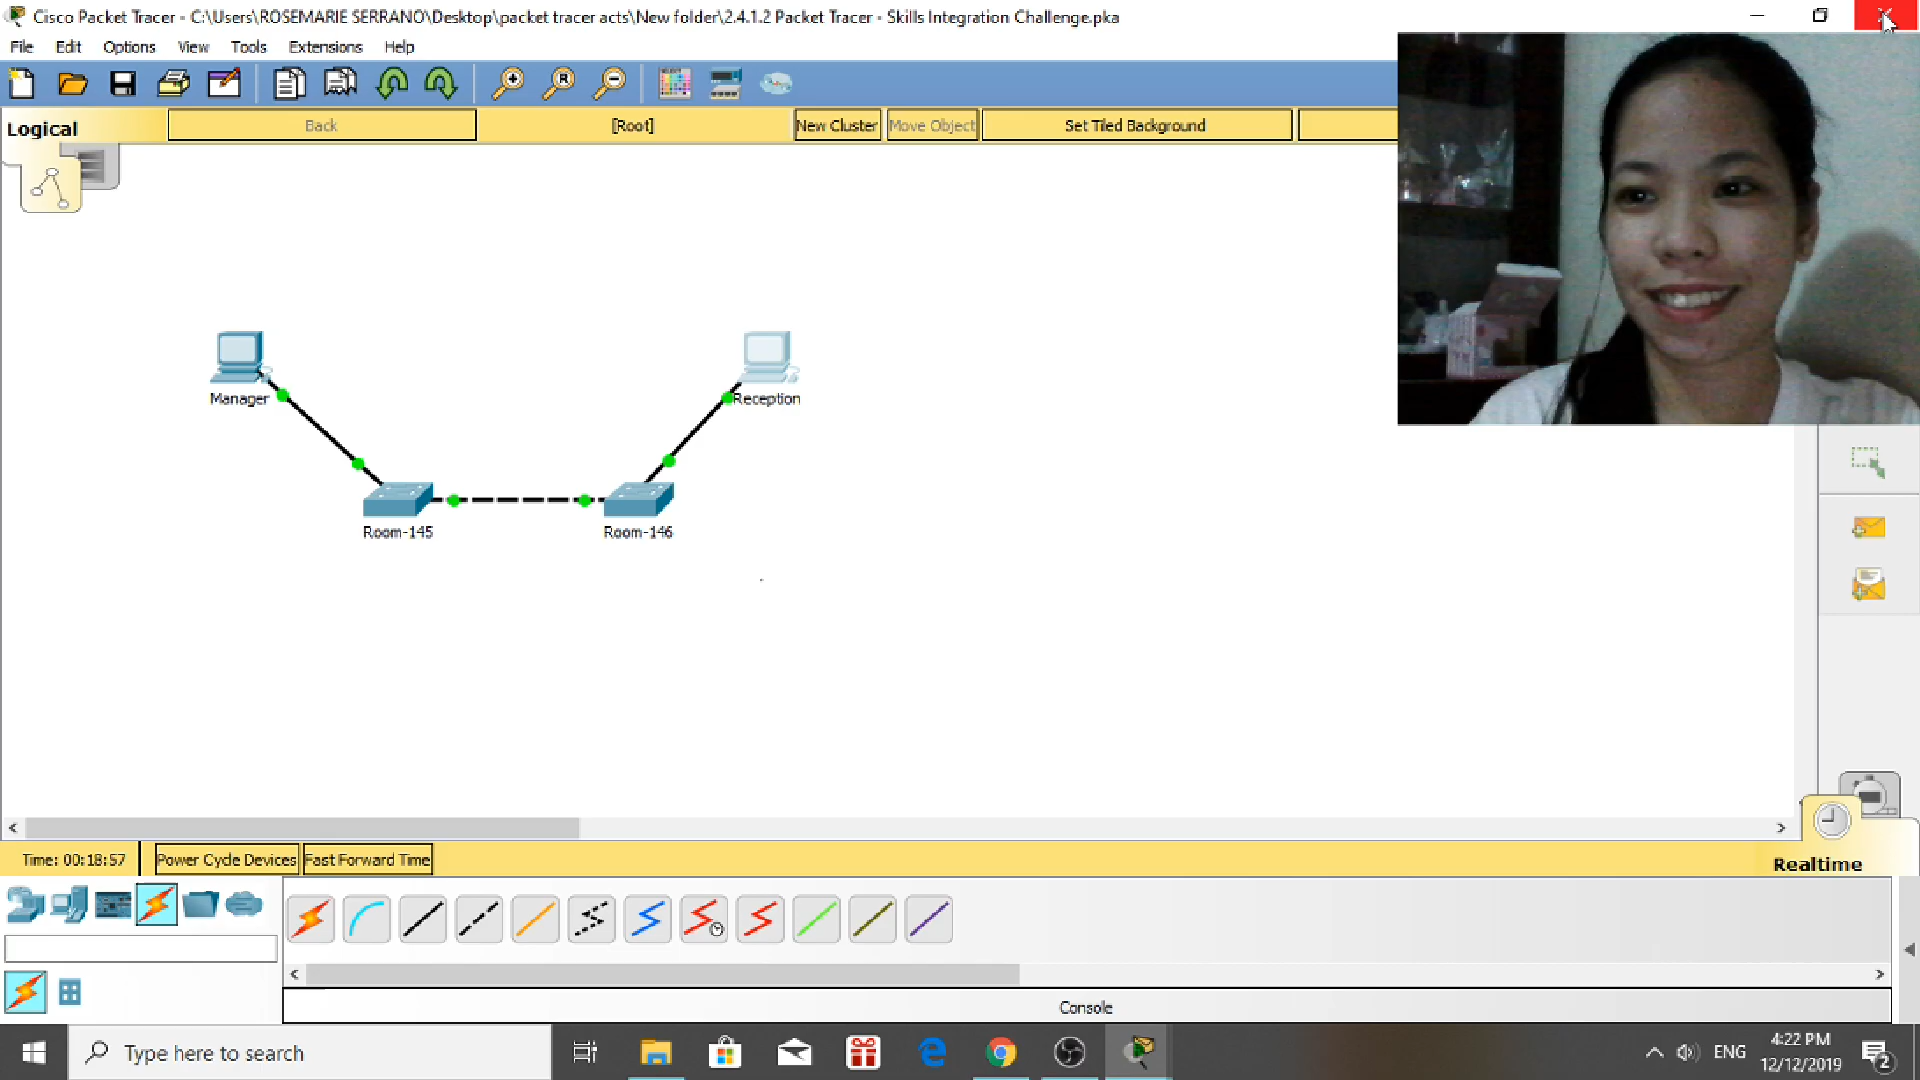 Cisco Packet Tracer - C:\Users\ROSEMARIE SERRANO\Desktop\packet tracer acts\New folder\2.4.1.2 Packet Tracer - Skills Integration Challenge.pka
File Edit Options View Tools Extensions Help
Logical Back [Root] New Cluster Move Object Set Tiled Background
Manager Reception
Room-145 Room-146
Time: 00:18:57 Power Cycle Devices Fast Forward Time Realtime
Console
Type here to search
ENG
4:22 PM
12/12/2019
2